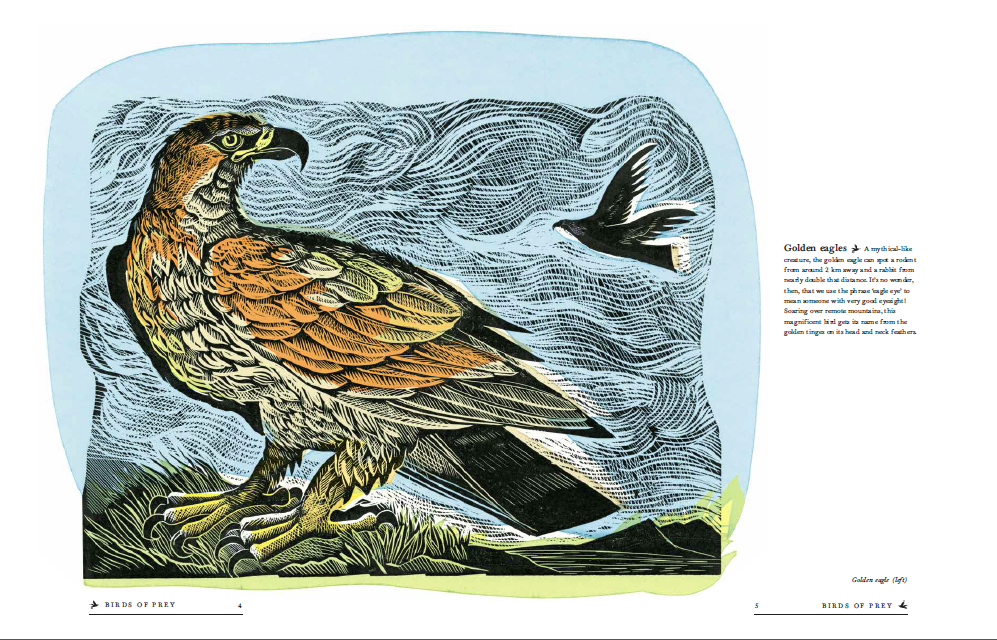 Golden eagles A mythical-like
creature, the golden eagle can spot a rodent
from around 2 km away and a rabbit from
nearly double that distance. It's no wonder,
then, that we use the phrase 'eagle eye' to
mean someone with very good eyesight!
Soaring over remote mountains, this
magnificent bird gets its name from the
golden tinges on its head and neck feathers.
Golden eagle (left)
BIRDS OF PREY 4
5 BIRDS OF PREY